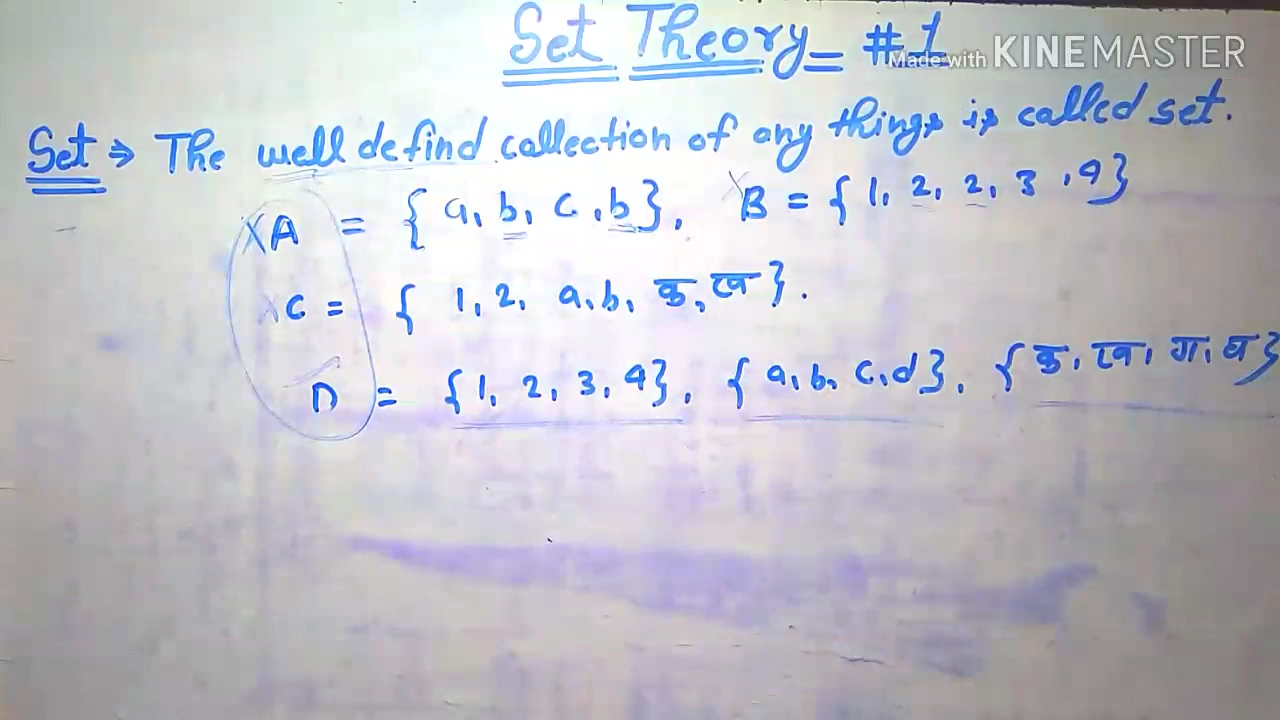 Set Theory = #1
Made with KINEMASTER
Set ⇒ The well defind collection of any things is called set.
XA = {a, b, c, b}, XB = {1, 2, 2, 3, 4}
XC = {1, 2, a, b, क, ख}.
D = {1, 2, 3, 4}, {a, b, c, d}, {क, ख, ग, घ}